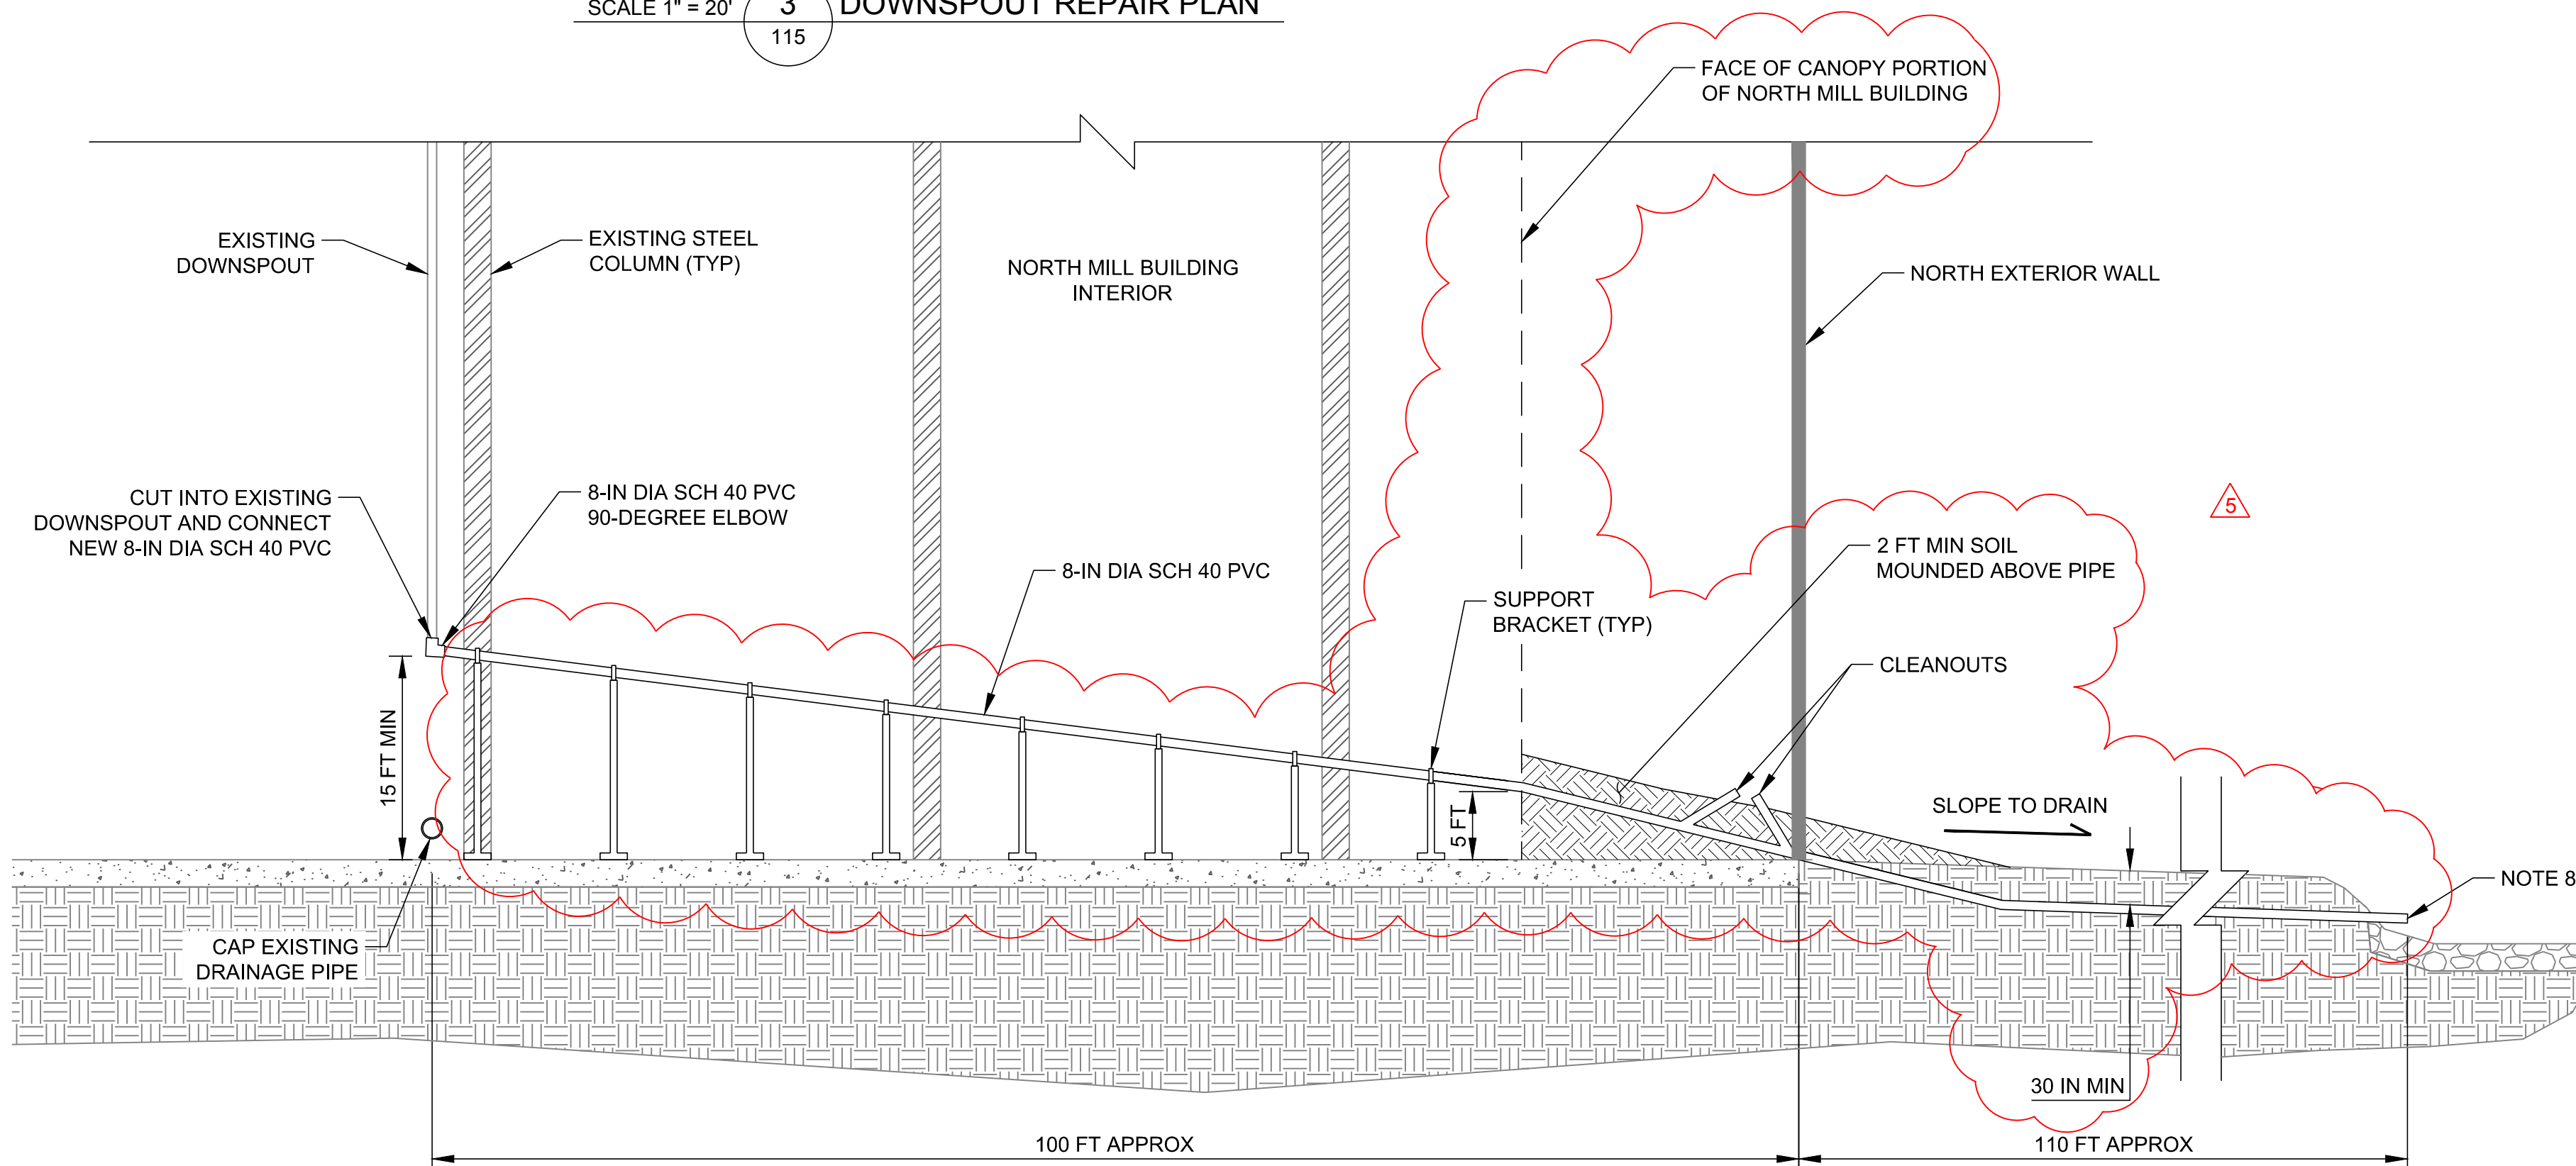 SCALE 1" = 20'
3
115
DOWNSPOUT REPAIR PLAN
FACE OF CANOPY PORTION
OF NORTH MILL BUILDING
EXISTING
DOWNSPOUT
EXISTING STEEL
COLUMN (TYP)
NORTH MILL BUILDING
INTERIOR
NORTH EXTERIOR WALL
CUT INTO EXISTING
DOWNSPOUT AND CONNECT
NEW 8-IN DIA SCH 40 PVC
8-IN DIA SCH 40 PVC
90-DEGREE ELBOW
8-IN DIA SCH 40 PVC
5
2 FT MIN SOIL
MOUNDED ABOVE PIPE
SUPPORT
BRACKET (TYP)
CLEANOUTS
15 FT MIN
5 FT
SLOPE TO DRAIN
NOTE 8
CAP EXISTING
DRAINAGE PIPE
30 IN MIN
100 FT APPROX
110 FT APPROX